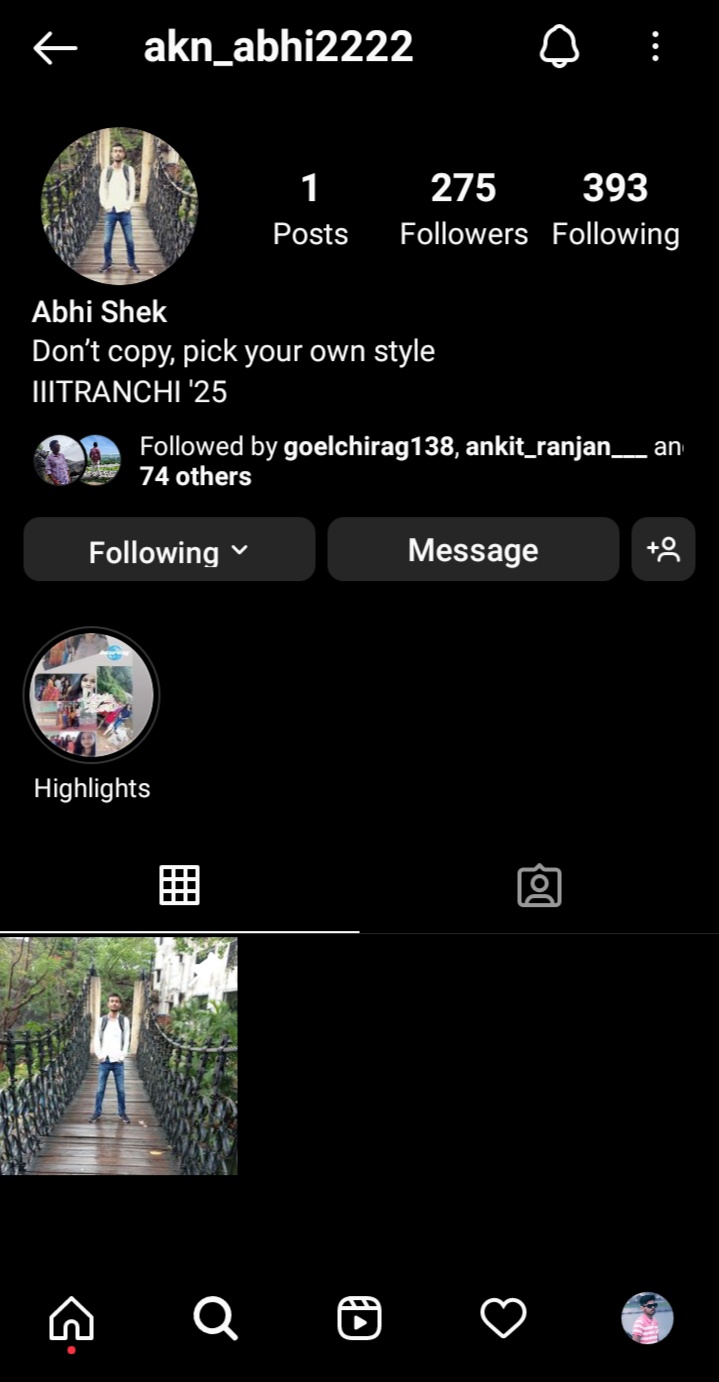 akn_abhi2222
1 275 393
Posts Followers Following
Abhi Shek
Don’t copy, pick your own style
IIITRANCHI '25
Followed by goelchirag138, ankit_ranjan___ an
74 others
Following Message
Highlights